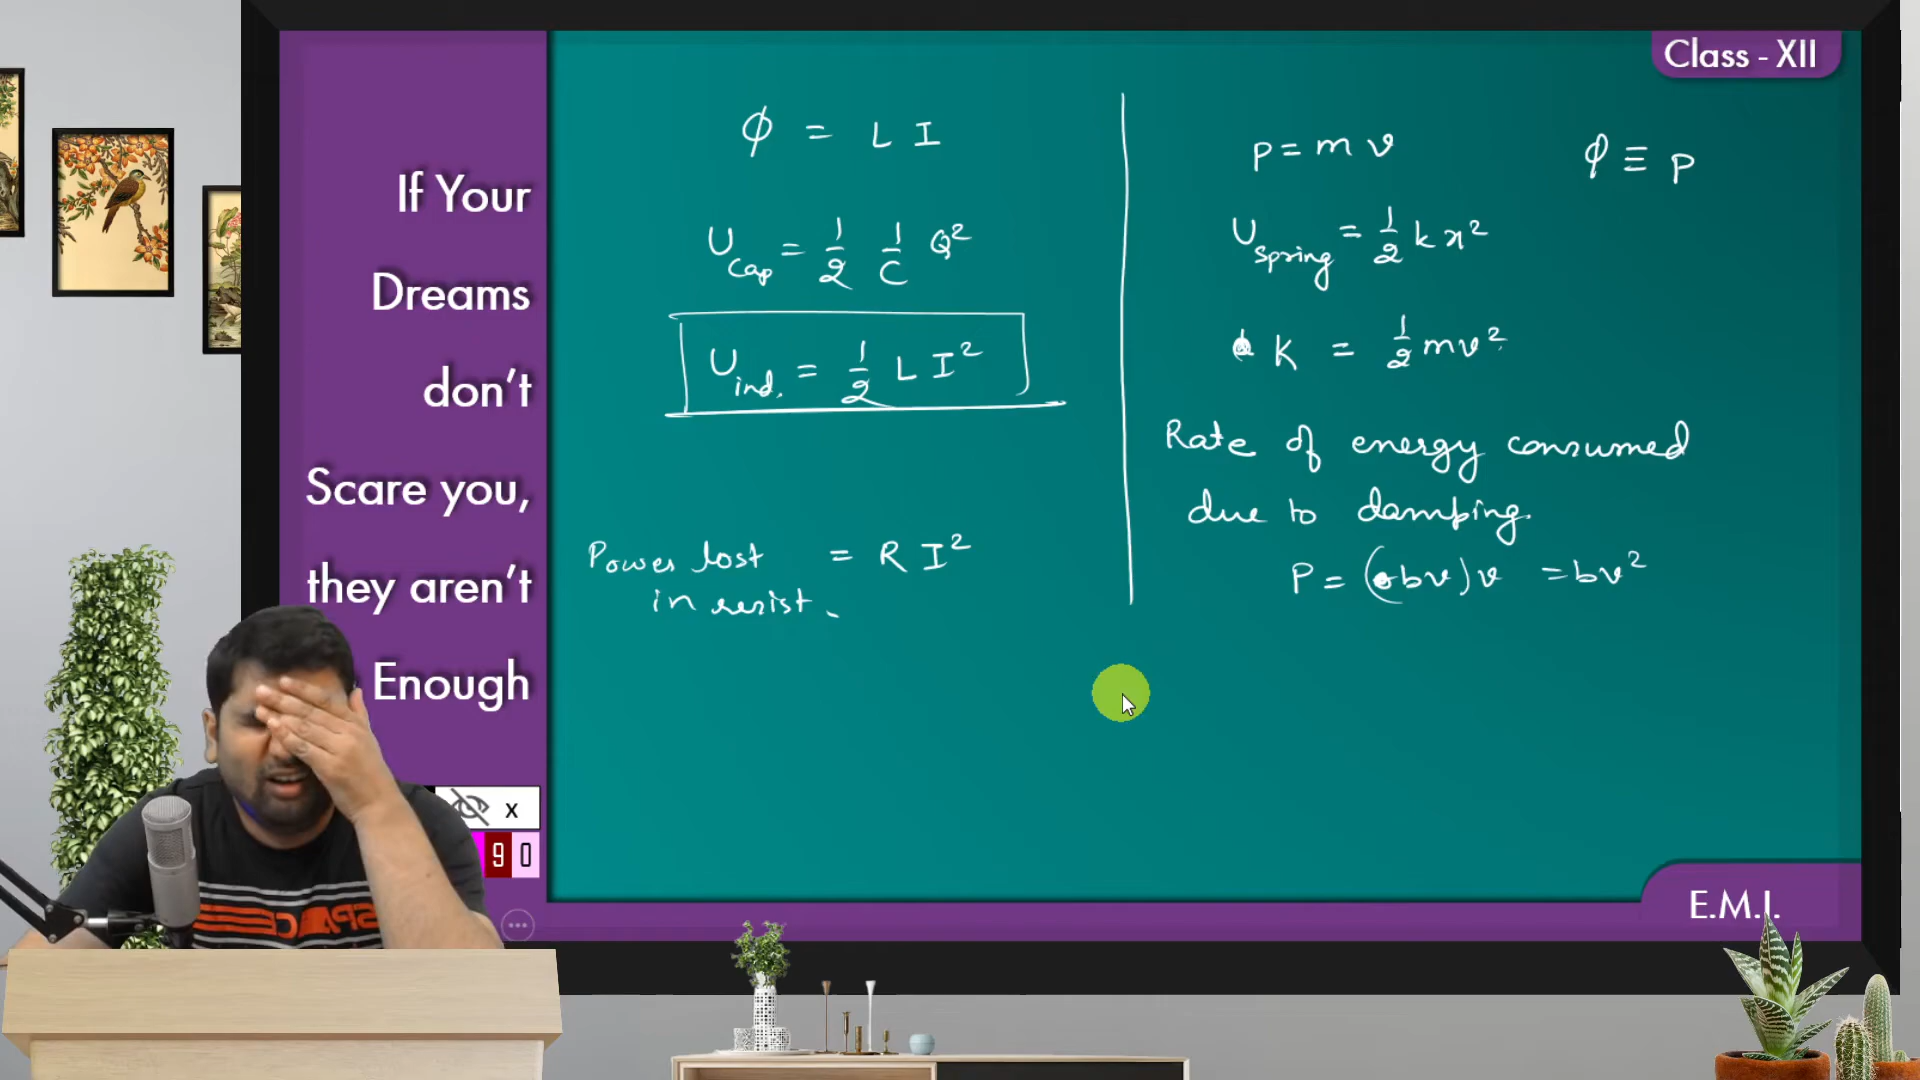 Class - XII
If Your
Dreams
don't
Scare you,
they aren't
Enough
ϕ = L I
U_cap = 1/2 1/C Q²
U_ind. = 1/2 L I²
Power lost = R I²
in resist.
p = m v
ϕ ≡ p
U_spring = 1/2 k x²
K = 1/2 mv²
Rate of energy consumed
due to damping.
P = (bv)v = bv²
x
9 0
E.M.I.